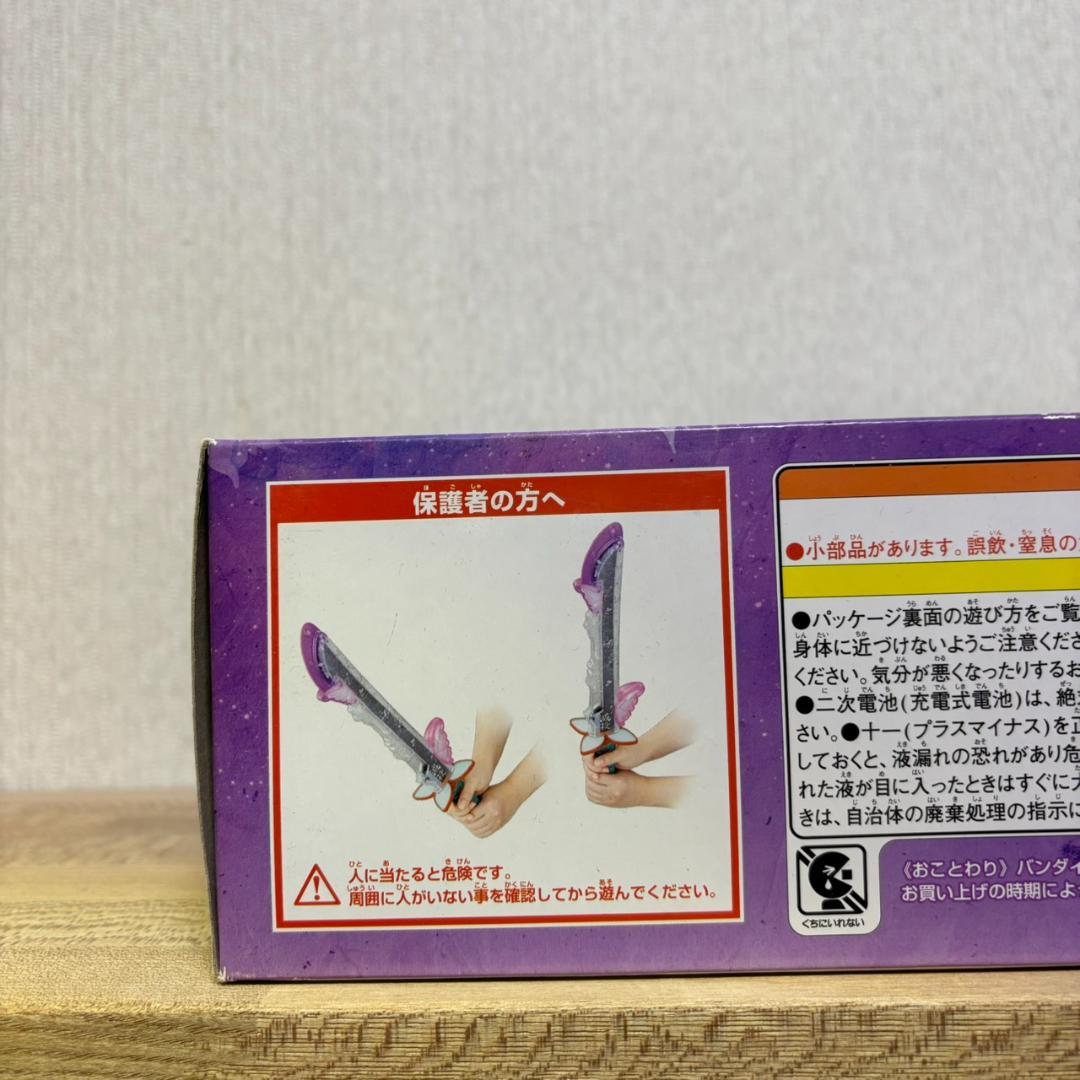 保護者の方へ
人に当たると危険です。
周囲に人がいない事を確認してから遊んでください。
●小部品があります。誤飲・窒息の
●パッケージ裏面の遊び方をご覧
身体に近づけないようご注意くださ
ください。気分が悪くなったりするお
●二次電池(充電式電池)は、絶
さい。●十一(プラスマイナス)を正
しておくと、液漏れの恐れがあり危
れた液が目に入ったときはすぐに
きは、自治体の廃棄処理の指示に
くちにいれない
《おことわり》バンダイ
お買い上げの時期によ